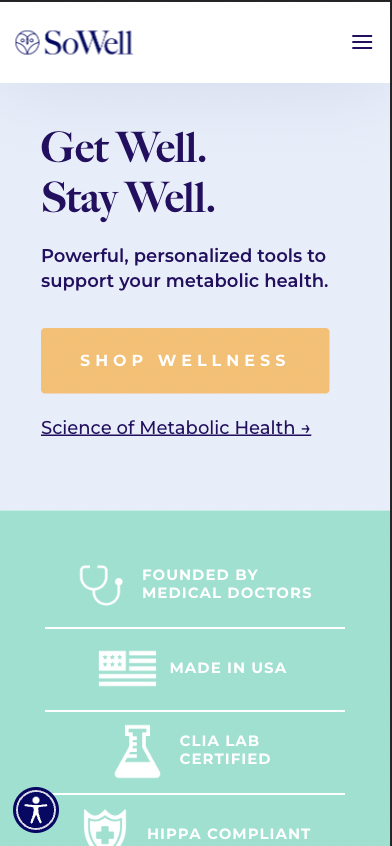 SoWell
Get Well.
Stay Well.
Powerful, personalized tools to
support your metabolic health.
SHOP WELLNESS
Science of Metabolic Health →
FOUNDED BY
MEDICAL DOCTORS
MADE IN USA
CLIA LAB
CERTIFIED
HIPPA COMPLIANT